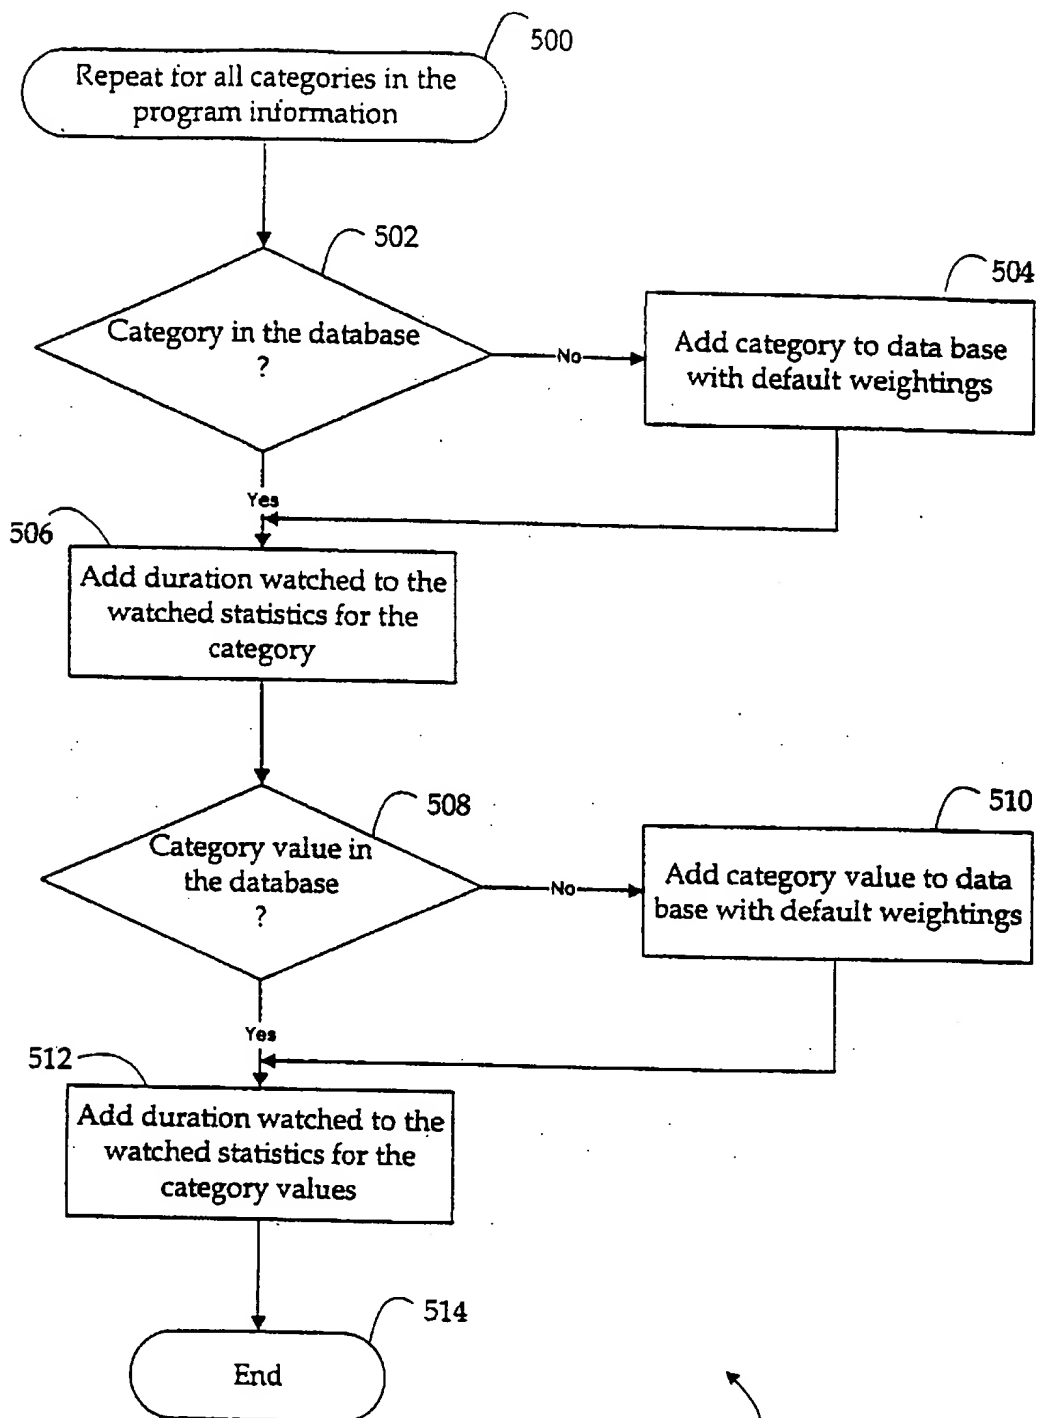 500
Repeat for all categories in the
program information
502
Category in the database
?
No
504
Add category to data base
with default weightings
Yes
506
Add duration watched to the
watched statistics for the
category
508
Category value in
the database
?
No
510
Add category value to data
base with default weightings
Yes
512
Add duration watched to the
watched statistics for the
category values
514
End